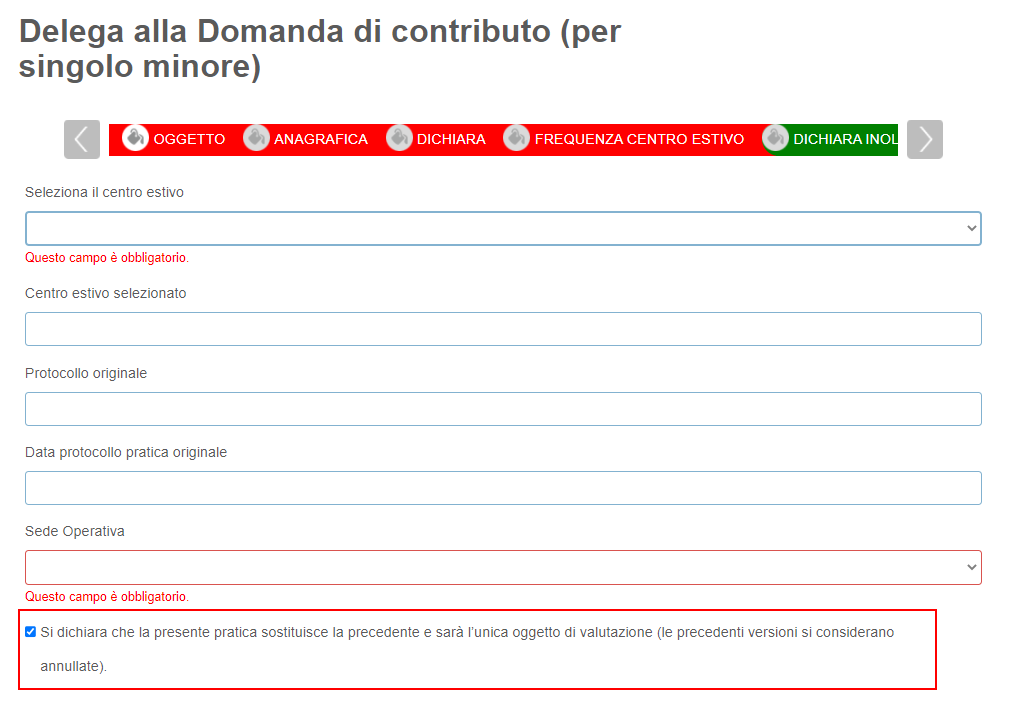 Delega alla Domanda di contributo (per
singolo minore)
OGGETTO ANAGRAFICA DICHIARA FREQUENZA CENTRO ESTIVO DICHIARA INOL
Seleziona il centro estivo
Questo campo è obbligatorio.
Centro estivo selezionato
Protocollo originale
Data protocollo pratica originale
Sede Operativa
Questo campo è obbligatorio.
Si dichiara che la presente pratica sostituisce la precedente e sarà l'unica oggetto di valutazione (le precedenti versioni si considerano
annullate).